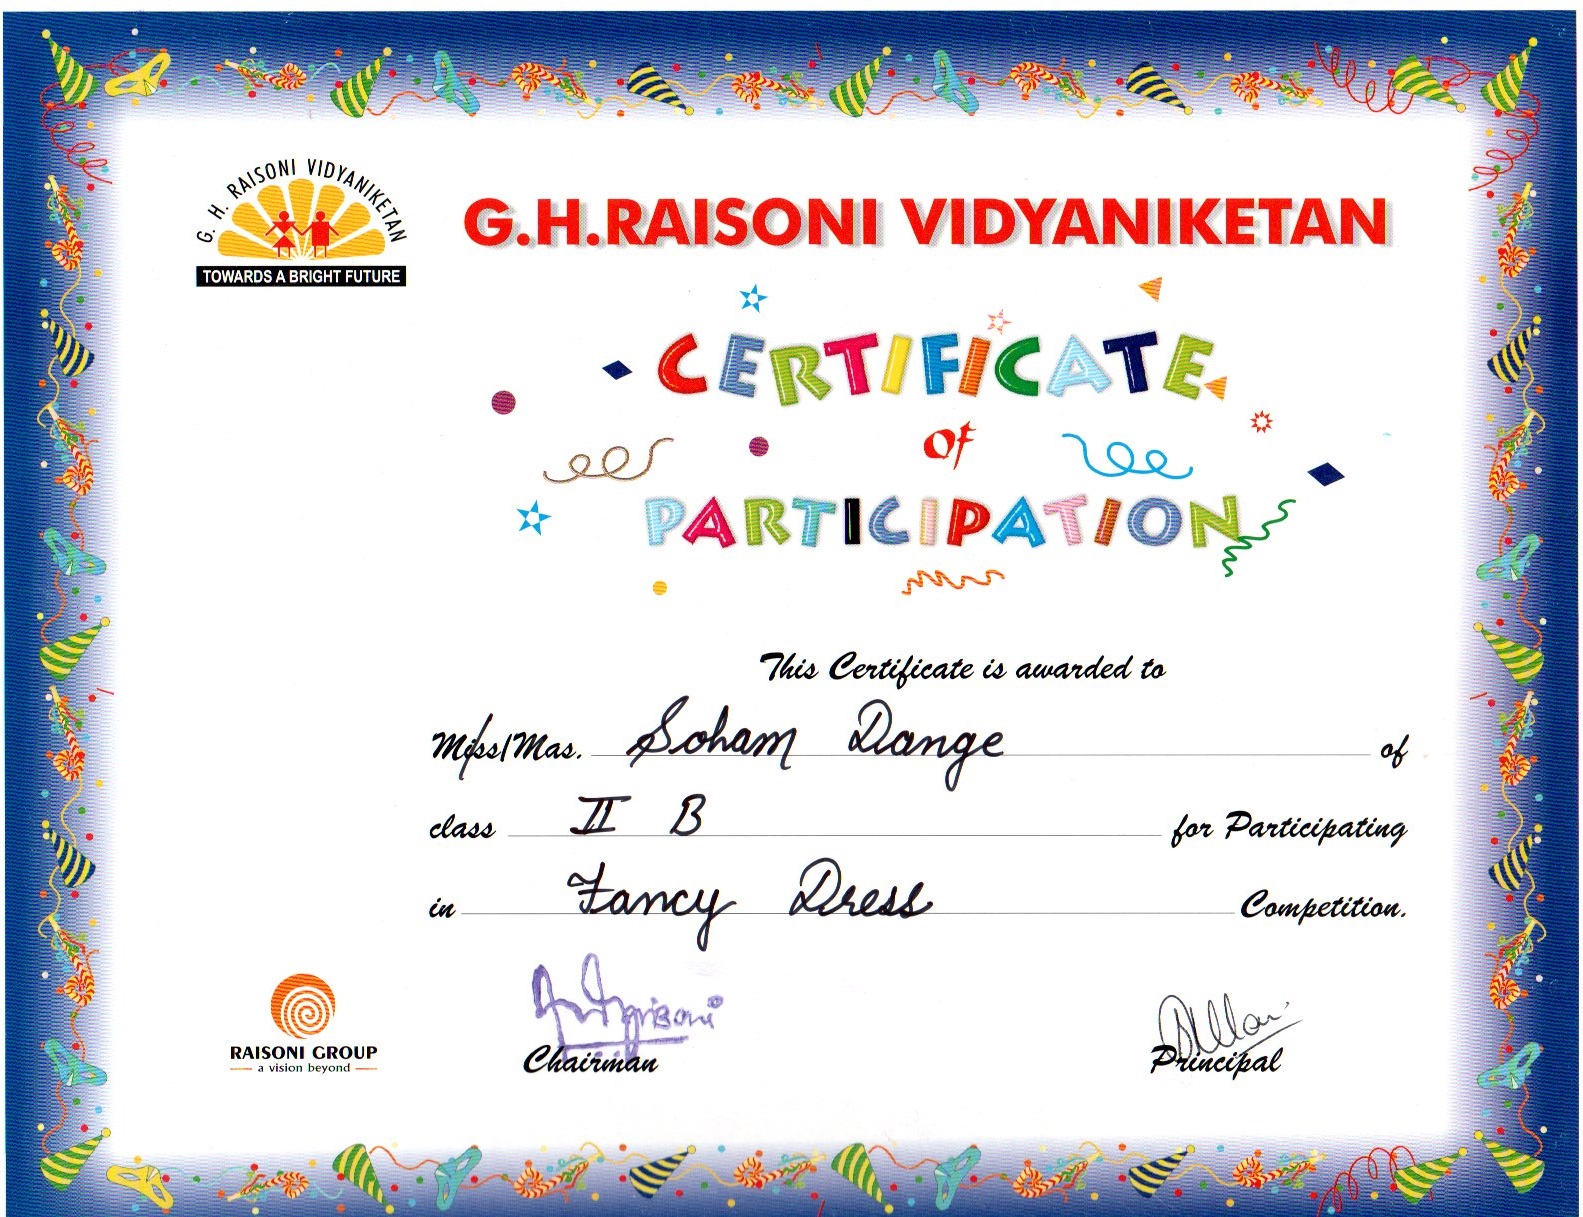 G. H. RAISONI VIDYANIKETAN
TOWARDS A BRIGHT FUTURE
G.H.RAISONI VIDYANIKETAN
CERTIFICATE
of
PARTICIPATION
This Certificate is awarded to
Miss/Mas. Soham Dange of
class II B for Participating
in Fancy Dress Competition.
RAISONI GROUP
a vision beyond
Chairman
Principal